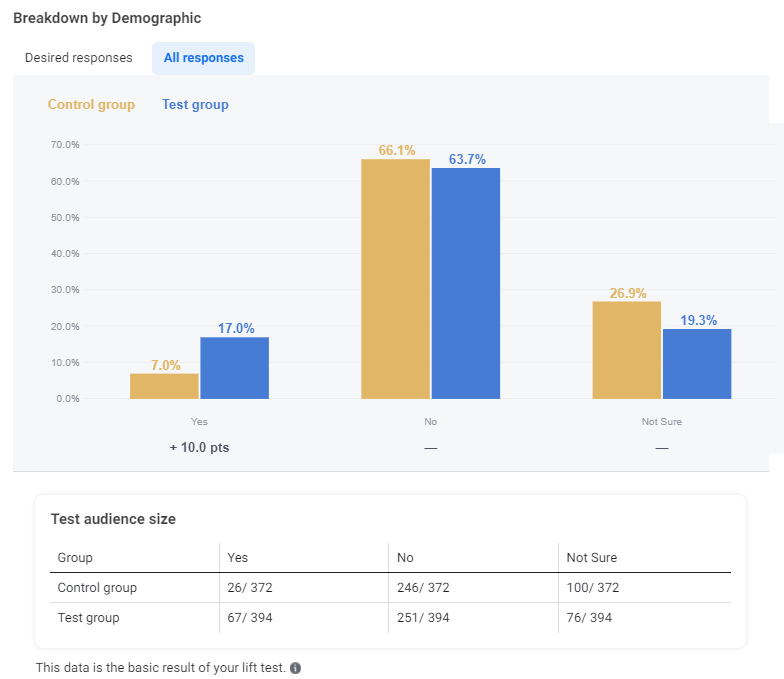 Breakdown by Demographic
Desired responses All responses
Control group Test group
70.0%
60.0%
50.0%
40.0%
30.0%
20.0%
10.0%
0.0%
7.0% 17.0%
66.1% 63.7%
26.9% 19.3%
Yes No Not Sure
+ 10.0 pts — —
Test audience size
Group Yes No Not Sure
Control group 26/ 372 246/ 372 100/ 372
Test group 67/ 394 251/ 394 76/ 394
This data is the basic result of your lift test. i